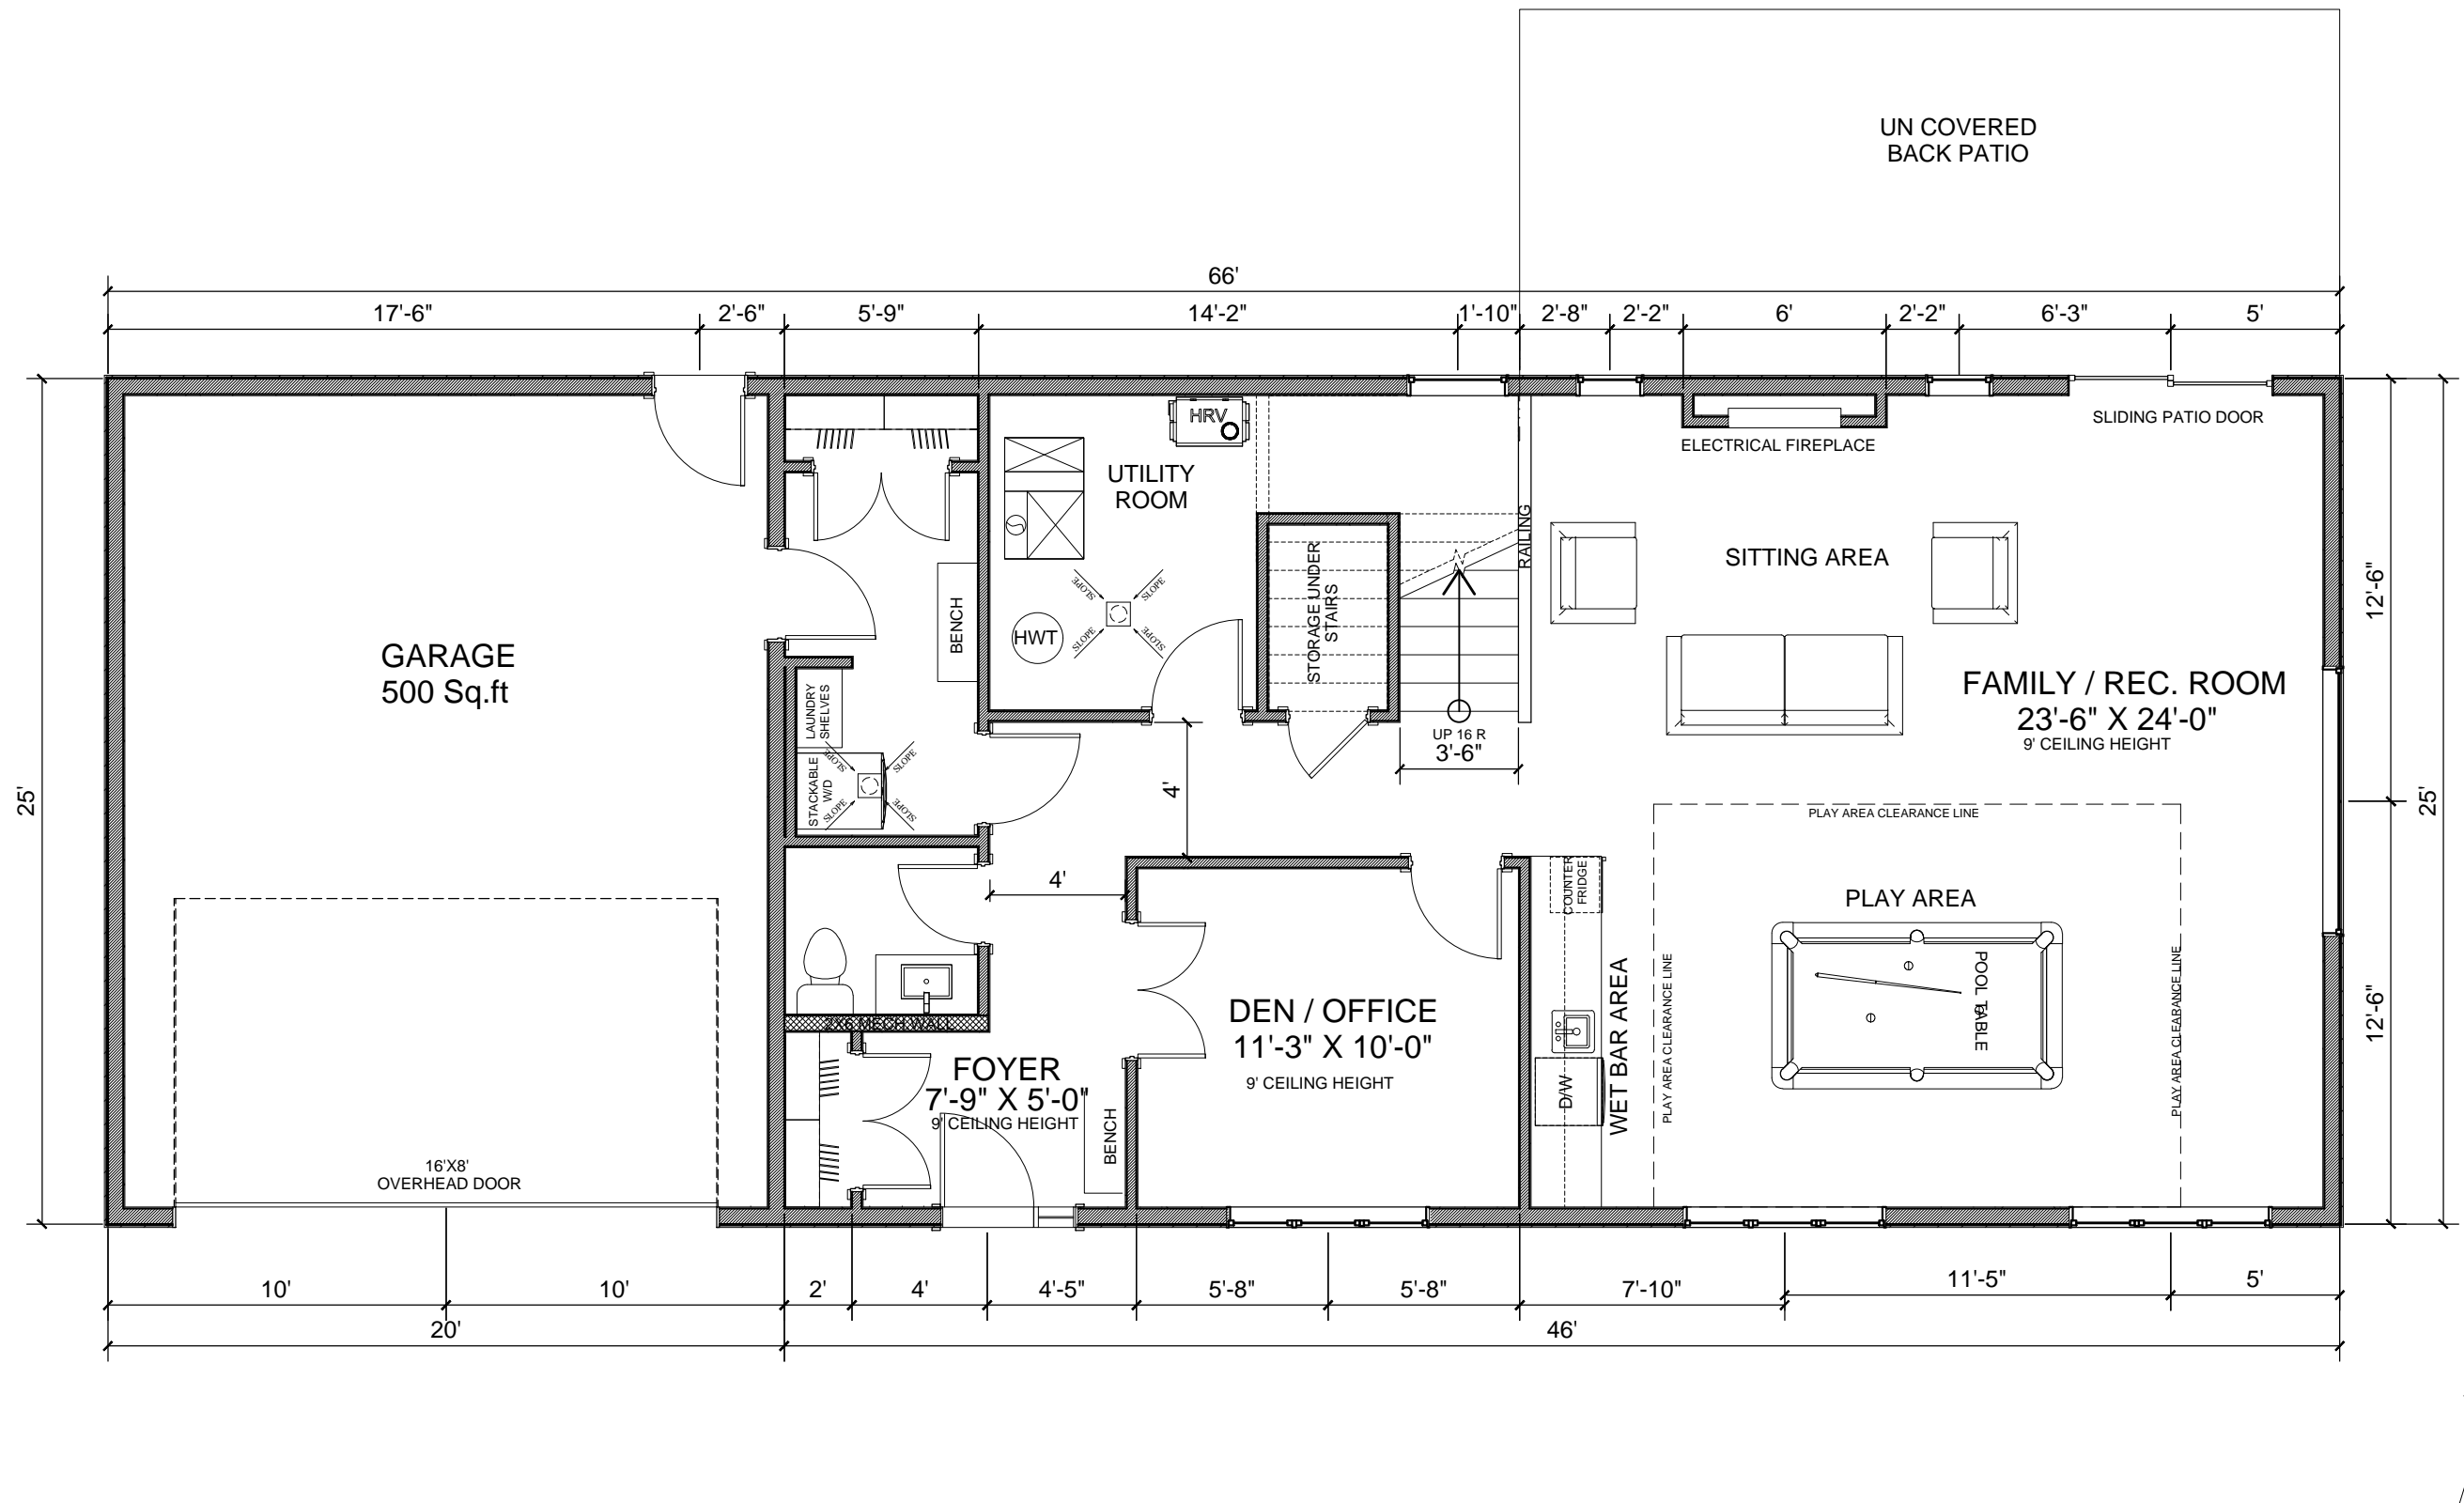 UN COVERED
BACK PATIO
66'
17'-6"
2'-6"
5'-9"
14'-2"
1'-10"
2'-8"
2'-2"
6'
2'-2"
6'-3"
5'
HRV
SLIDING PATIO DOOR
ELECTRICAL FIREPLACE
UTILITY
ROOM
RAILING
SITTING AREA
STORAGE UNDER
STAIRS
SLOPE
SLOPE
SLOPE
SLOPE
HWT
BENCH
12'-6"
GARAGE
500 Sq.ft
FAMILY / REC. ROOM
23'-6" X 24'-0"
9' CEILING HEIGHT
LAUNDRY
SHELVES
UP 16 R
3'-6"
STACKABLE
W/D
SLOPE
SLOPE
SLOPE
SLOPE
4'
25'
25'
PLAY AREA CLEARANCE LINE
4'
COUNTER
FRIDGE
PLAY AREA
POOL TABLE
DEN / OFFICE
11'-3" X 10'-0"
9' CEILING HEIGHT
2X6 MECH WALL
WET BAR AREA
PLAY AREA CLEARANCE LINE
PLAY AREA CLEARANCE LINE
12'-6"
FOYER
7'-9" X 5'-0"
9' CEILING HEIGHT
D/W
BENCH
16'X8'
OVERHEAD DOOR
10'
10'
2'
4'
4'-5"
5'-8"
5'-8"
7'-10"
11'-5"
5'
20'
46'